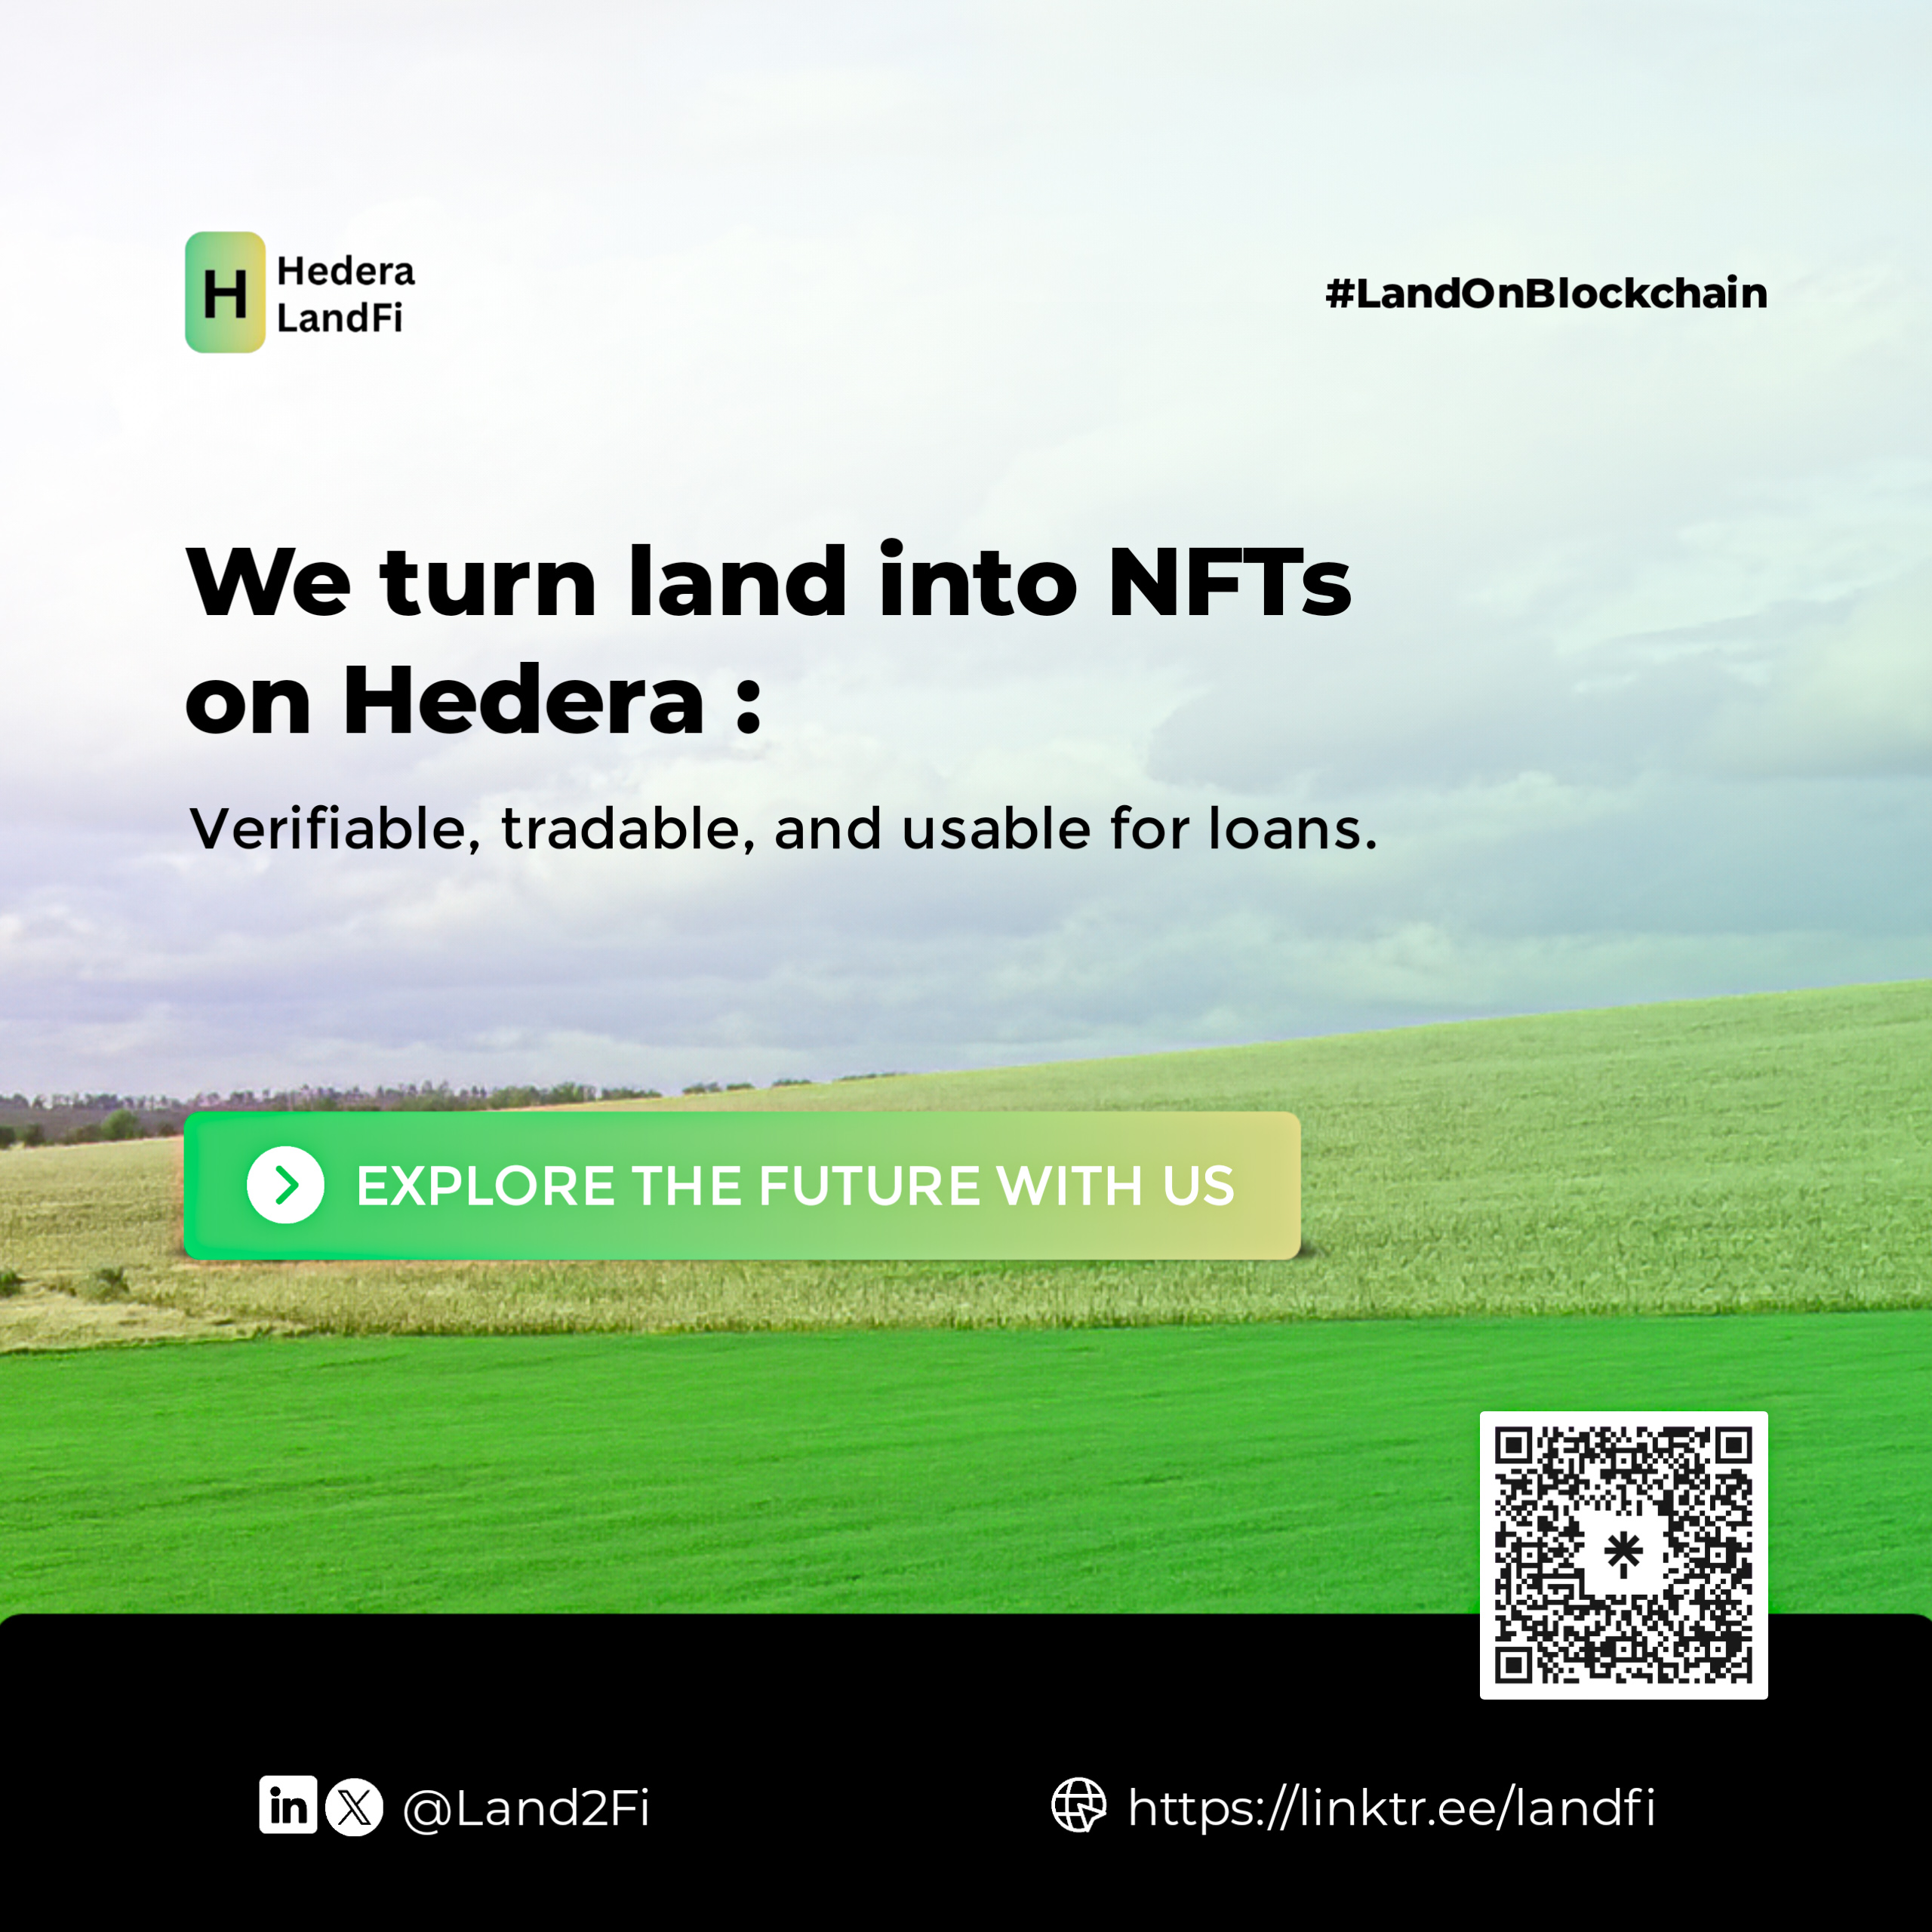 H
Hedera
LandFi
#LandOnBlockchain
We turn land into NFTs
on Hedera :
Verifiable, tradable, and usable for loans.
EXPLORE THE FUTURE WITH US
in X @Land2Fi
https://linktr.ee/landfi